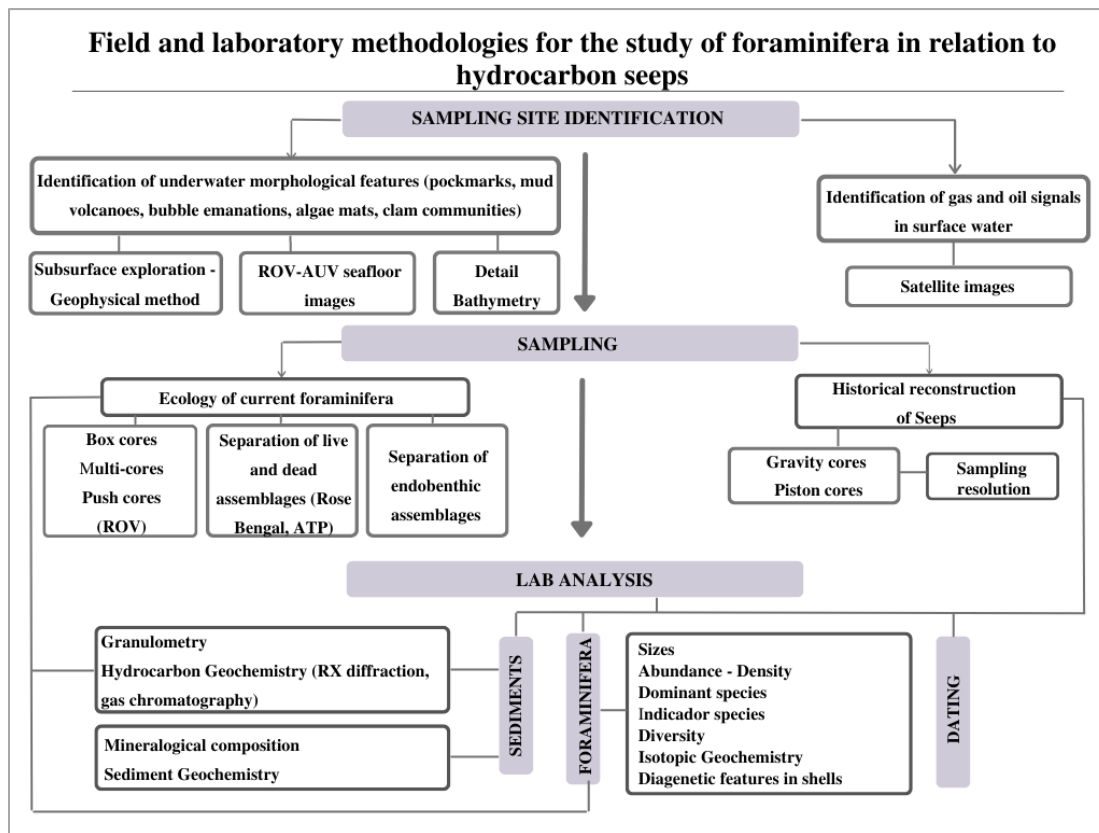 Field and laboratory methodologies for the study of foraminifera in relation to
hydrocarbon seeps
SAMPLING SITE IDENTIFICATION
Identification of underwater morphological features (pockmarks, mud
volcanoes, bubble emanations, algae mats, clam communities)
Subsurface exploration -
Geophysical method
ROV-AUV seafloor
images
Detail
Bathymetry
Identification of gas and oil signals
in surface water
Satellite images
SAMPLING
Ecology of current foraminifera
Box cores
Multi-cores
Push cores
(ROV)
Separation of live
and dead
assemblages (Rose
Bengal, ATP)
Separation of
endobenthic
assemblages
Historical reconstruction
of Seeps
Gravity cores
Piston cores
Sampling
resolution
LAB ANALYSIS
Granulometry
Hydrocarbon Geochemistry (RX diffraction,
gas chromatography)
Mineralogical composition
Sediment Geochemistry
SEDIMENTS
FORAMINIFERA
Sizes
Abundance - Density
Dominant species
Indicador species
Diversity
Isotopic Geochemistry
Diagenetic features in shells
DATING